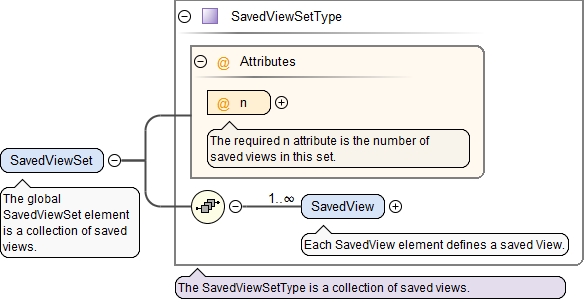 SavedViewSetType
@ Attributes
@ n
The required n attribute is the number of
saved views in this set.
SavedViewSet
The global
SavedViewSet element
is a collection of saved
views.
1..∞
SavedView
Each SavedView element defines a saved View.
The SavedViewSetType is a collection of saved views.